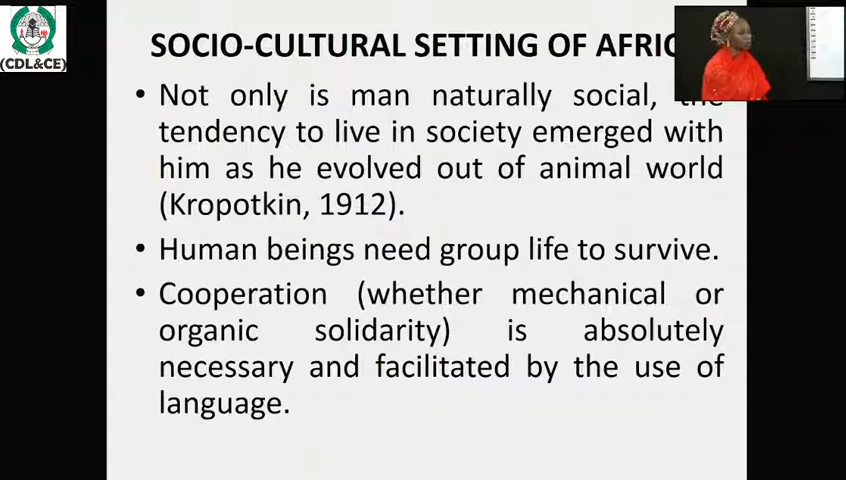 (CDL&CE)
SOCIO-CULTURAL SETTING OF
• Not only is man naturally social, the
tendency to live in society emerged with
him as he evolved out of animal world
(Kropotkin, 1912).
• Human beings need group life to survive.
• Cooperation (whether mechanical or
organic solidarity) is absolutely
necessary and facilitated by the use of
language.